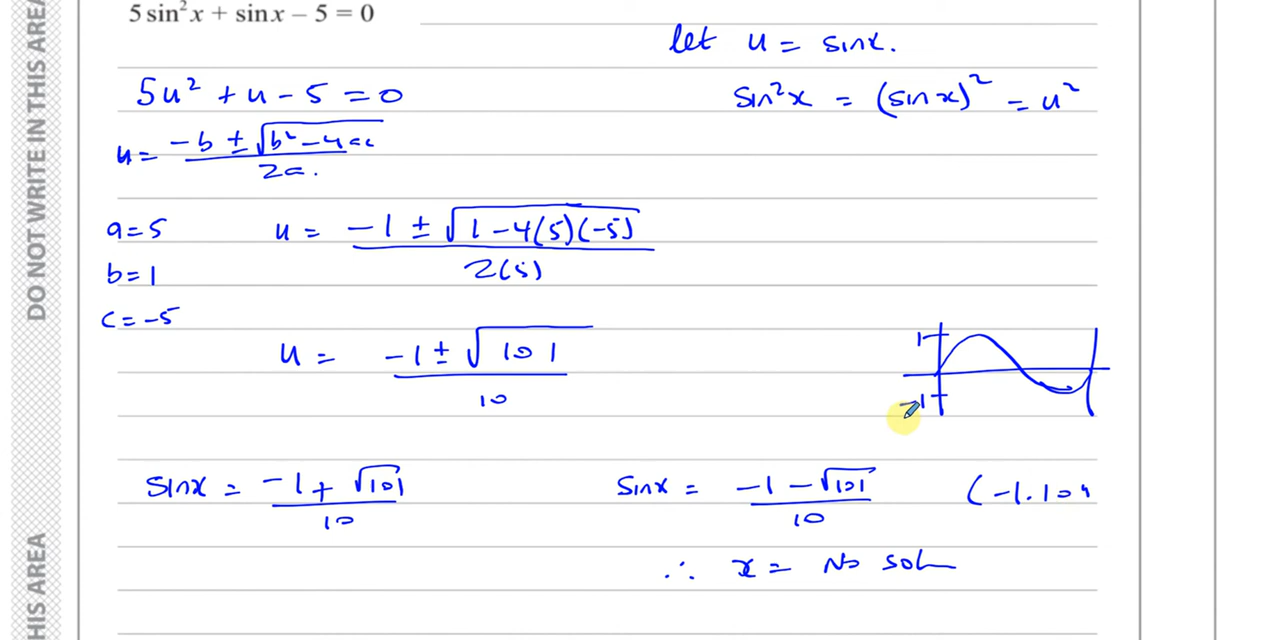 5 sin²x + sin x − 5 = 0
let u = sinx.
5u² + u − 5 = 0
sin²x = (sinx)² = u²
u = (−b ± √(b² − 4ac))/2a.
a = 5
u = (−1 ± √(1 − 4(5)(−5)))/2(5)
b = 1
c = −5
u = (−1 ± √101)/10
1
−1
sinx = (−1 + √101)/10
sinx = (−1 − √101)/10 (−1.104
∴ x = No soln
DO NOT WRITE IN THIS AREA
HIS AREA